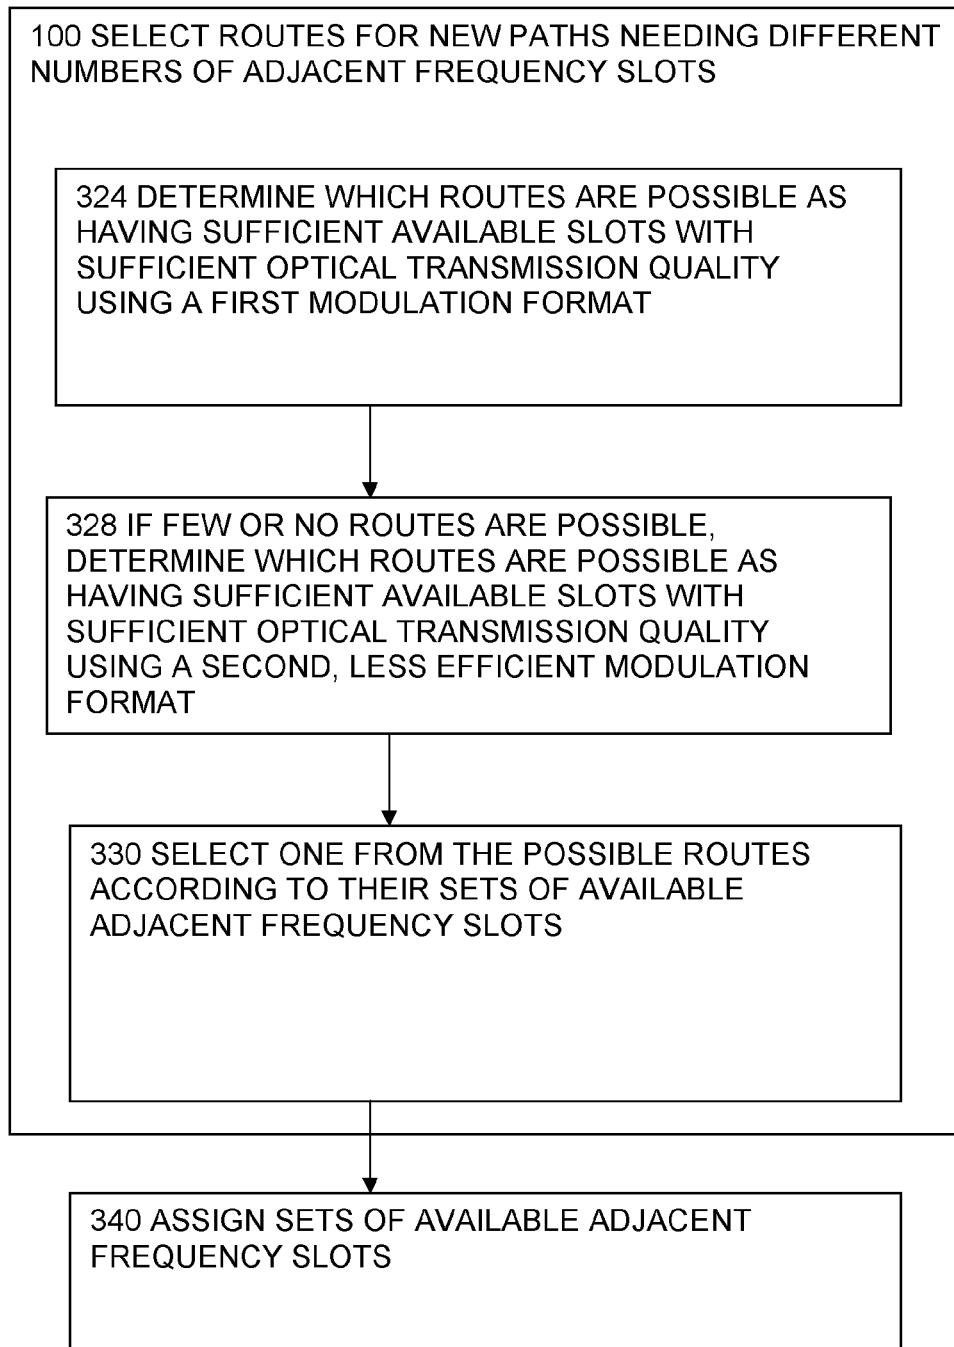 100 SELECT ROUTES FOR NEW PATHS NEEDING DIFFERENT
NUMBERS OF ADJACENT FREQUENCY SLOTS
324 DETERMINE WHICH ROUTES ARE POSSIBLE AS
HAVING SUFFICIENT AVAILABLE SLOTS WITH
SUFFICIENT OPTICAL TRANSMISSION QUALITY
USING A FIRST MODULATION FORMAT
328 IF FEW OR NO ROUTES ARE POSSIBLE,
DETERMINE WHICH ROUTES ARE POSSIBLE AS
HAVING SUFFICIENT AVAILABLE SLOTS WITH
SUFFICIENT OPTICAL TRANSMISSION QUALITY
USING A SECOND, LESS EFFICIENT MODULATION
FORMAT
330 SELECT ONE FROM THE POSSIBLE ROUTES
ACCORDING TO THEIR SETS OF AVAILABLE
ADJACENT FREQUENCY SLOTS
340 ASSIGN SETS OF AVAILABLE ADJACENT
FREQUENCY SLOTS